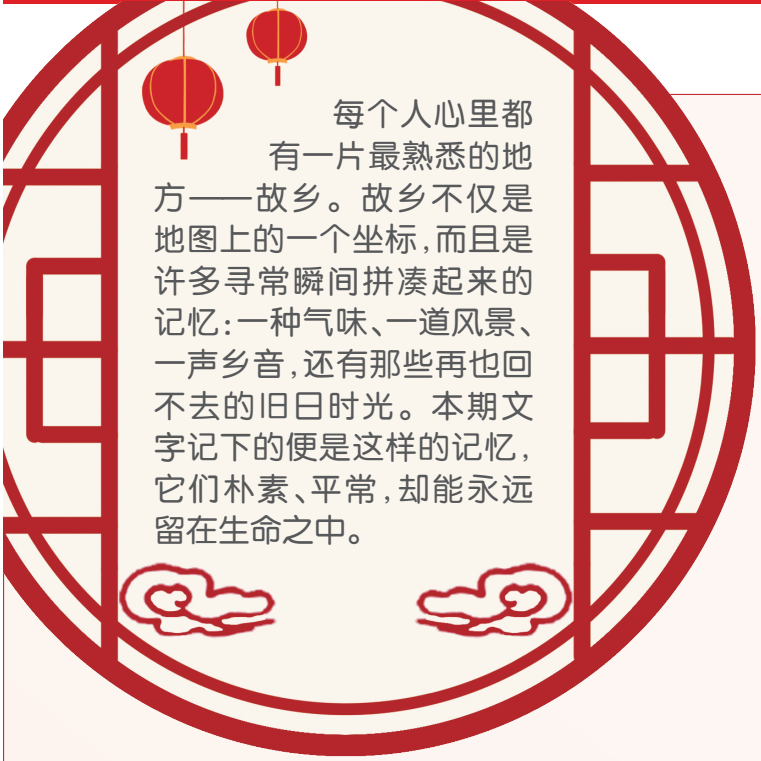 每个人心里都
有一片最熟悉的地
方——故乡。故乡不仅是
地图上的一个坐标,而且是
许多寻常瞬间拼凑起来的
记忆:一种气味、一道风景、
一声乡音,还有那些再也回
不去的旧日时光。本期文
字记下的便是这样的记忆,
它们朴素、平常,却能永远
留在生命之中。